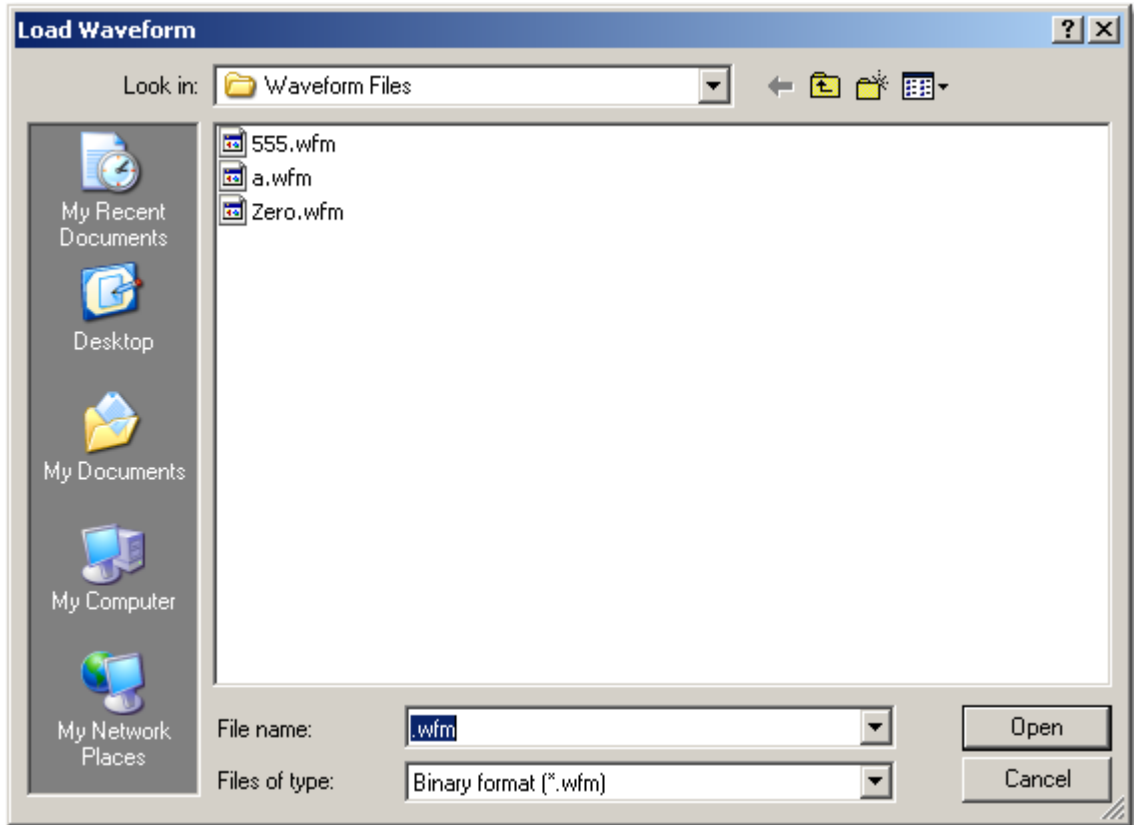 Load Waveform
Look in: Waveform Files
555.wfm
a.wfm
Zero.wfm
My Recent
Documents
Desktop
My Documents
My Computer
My Network
Places
File name: .wfm Open
Files of type: Binary format (*.wfm) Cancel